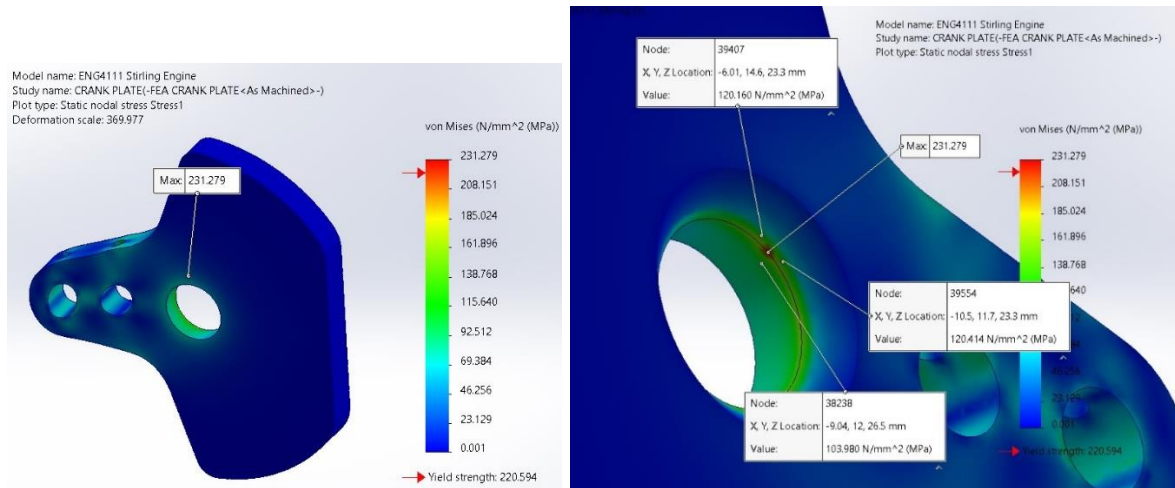 Model name: ENG4111 Stirling Engine
Study name: CRANK PLATE(-FEA CRANK PLATE<As Machined>-)
Plot type: Static nodal stress Stress1
Deformation scale: 369.977
von Mises (N/mm^2 (MPa))
Max: 231.279
231.279
208.151
185.024
161.896
138.768
115.640
92.512
69.384
46.256
23.129
0.001
Yield strength: 220.594
Model name: ENG4111 Stirling Engine
Study name: CRANK PLATE(-FEA CRANK PLATE<As Machined>-)
Plot type: Static nodal stress Stress1
Node: 39407
X, Y, Z Location: -6.01, 14.6, 23.3 mm
Value: 120.160 N/mm^2 (MPa)
von Mises (N/mm^2 (MPa))
Max: 231.279
231.279
208.151
185.024
161.896
138.768
640
Node: 39554
X, Y, Z Location: -10.5, 11.7, 23.3 mm
Value: 120.414 N/mm^2 (MPa)
46.256
23.129
0.001
Yield strength: 220.594
Node: 38238
X, Y, Z Location: -9.04, 12, 26.5 mm
Value: 103.980 N/mm^2 (MPa)